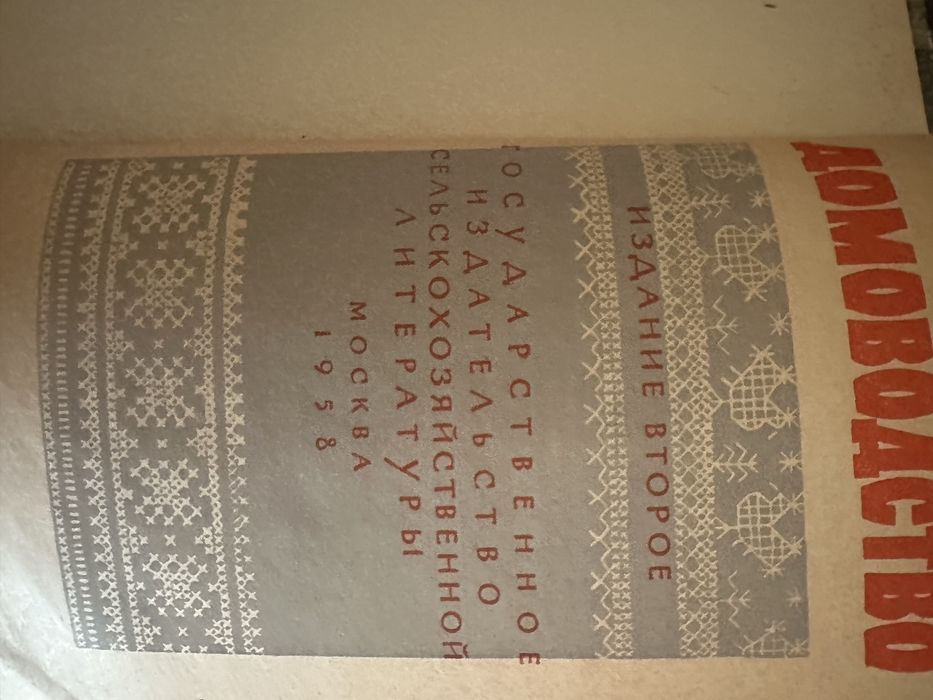 ДОМОВОДСТВО
ИЗДАНИЕ ВТОРОЕ
ГОСУДАРСТВЕННОЕ
ИЗДАТЕЛЬСТВО
СЕЛЬСКОХОЗЯЙСТВЕННОЙ
ЛИТЕРАТУРЫ
МОСКВА
1958